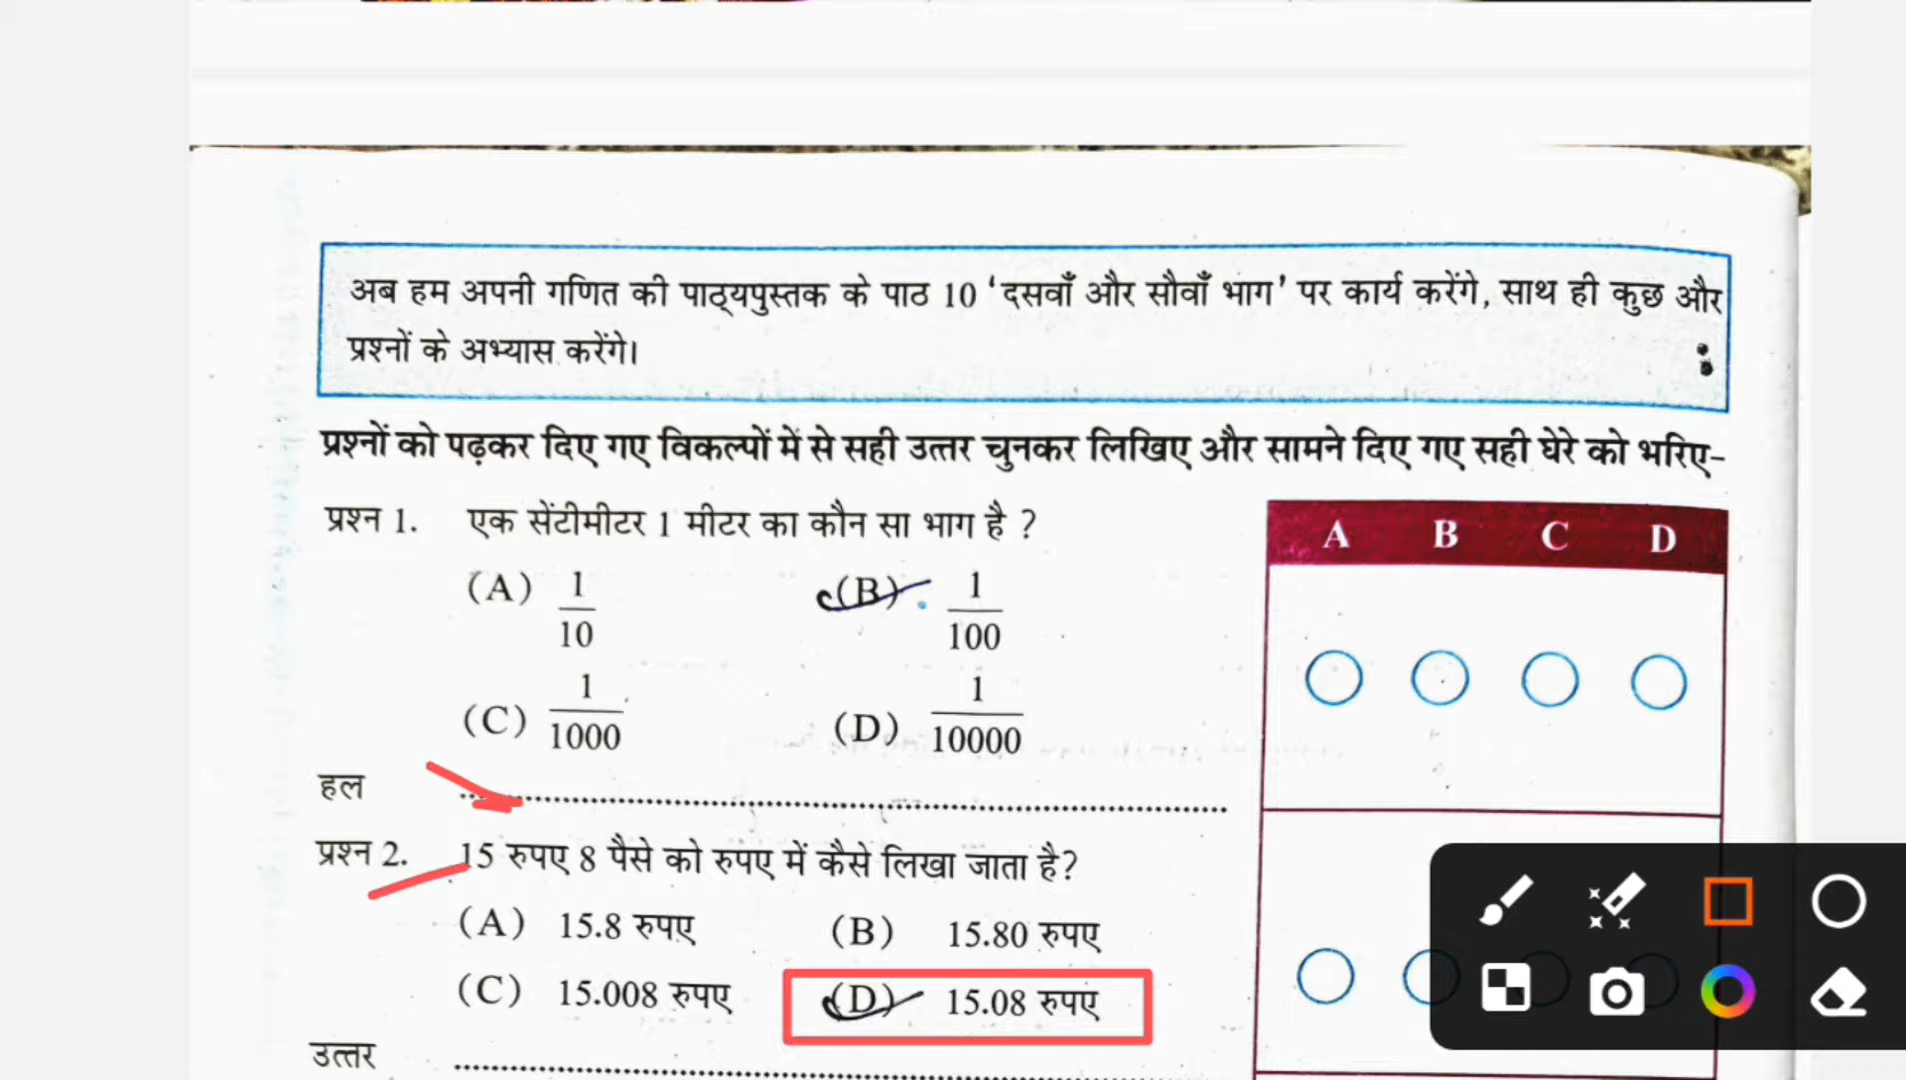 अब हम अपनी गणित की पाठ्यपुस्तक के पाठ 10 ‘दसवाँ और सौवाँ भाग’ पर कार्य करेंगे, साथ ही कुछ और
प्रश्नों के अभ्यास करेंगे।
प्रश्नों को पढ़कर दिए गए विकल्पों में से सही उत्तर चुनकर लिखिए और सामने दिए गए सही घेरे को भरिए-
प्रश्न 1. एक सेंटीमीटर 1 मीटर का कौन सा भाग है ?
A B C D
(A) 1/10 (B) 1/100
(C) 1/1000 (D) 1/10000
हल
प्रश्न 2. 15 रुपए 8 पैसे को रुपए में कैसे लिखा जाता है?
(A) 15.8 रुपए (B) 15.80 रुपए
(C) 15.008 रुपए (D) 15.08 रुपए
उत्तर